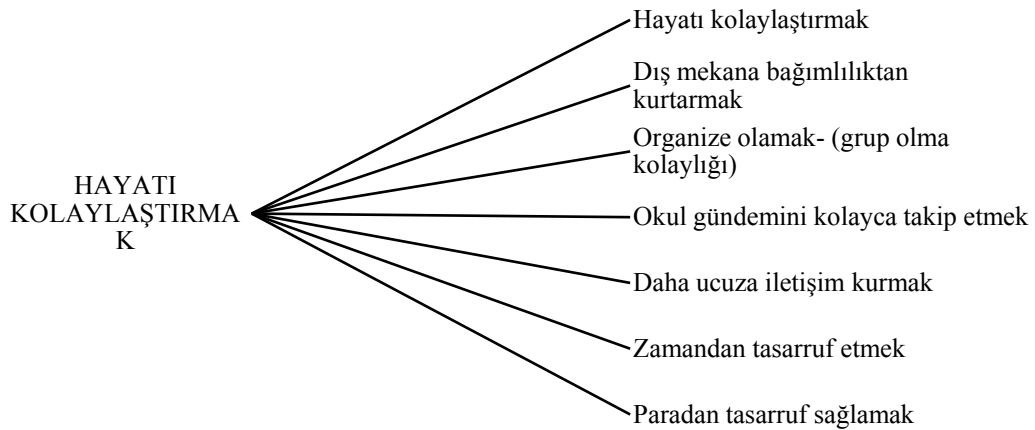 HAYATI
KOLAYLAŞTIRMA
K
Hayatı kolaylaştırmak
Dış mekana bağımlılıktan
kurtarmak
Organize olamak- (grup olma
kolaylığı)
Okul gündemini kolayca takip etmek
Daha ucuza iletişim kurmak
Zamandan tasarruf etmek
Paradan tasarruf sağlamak